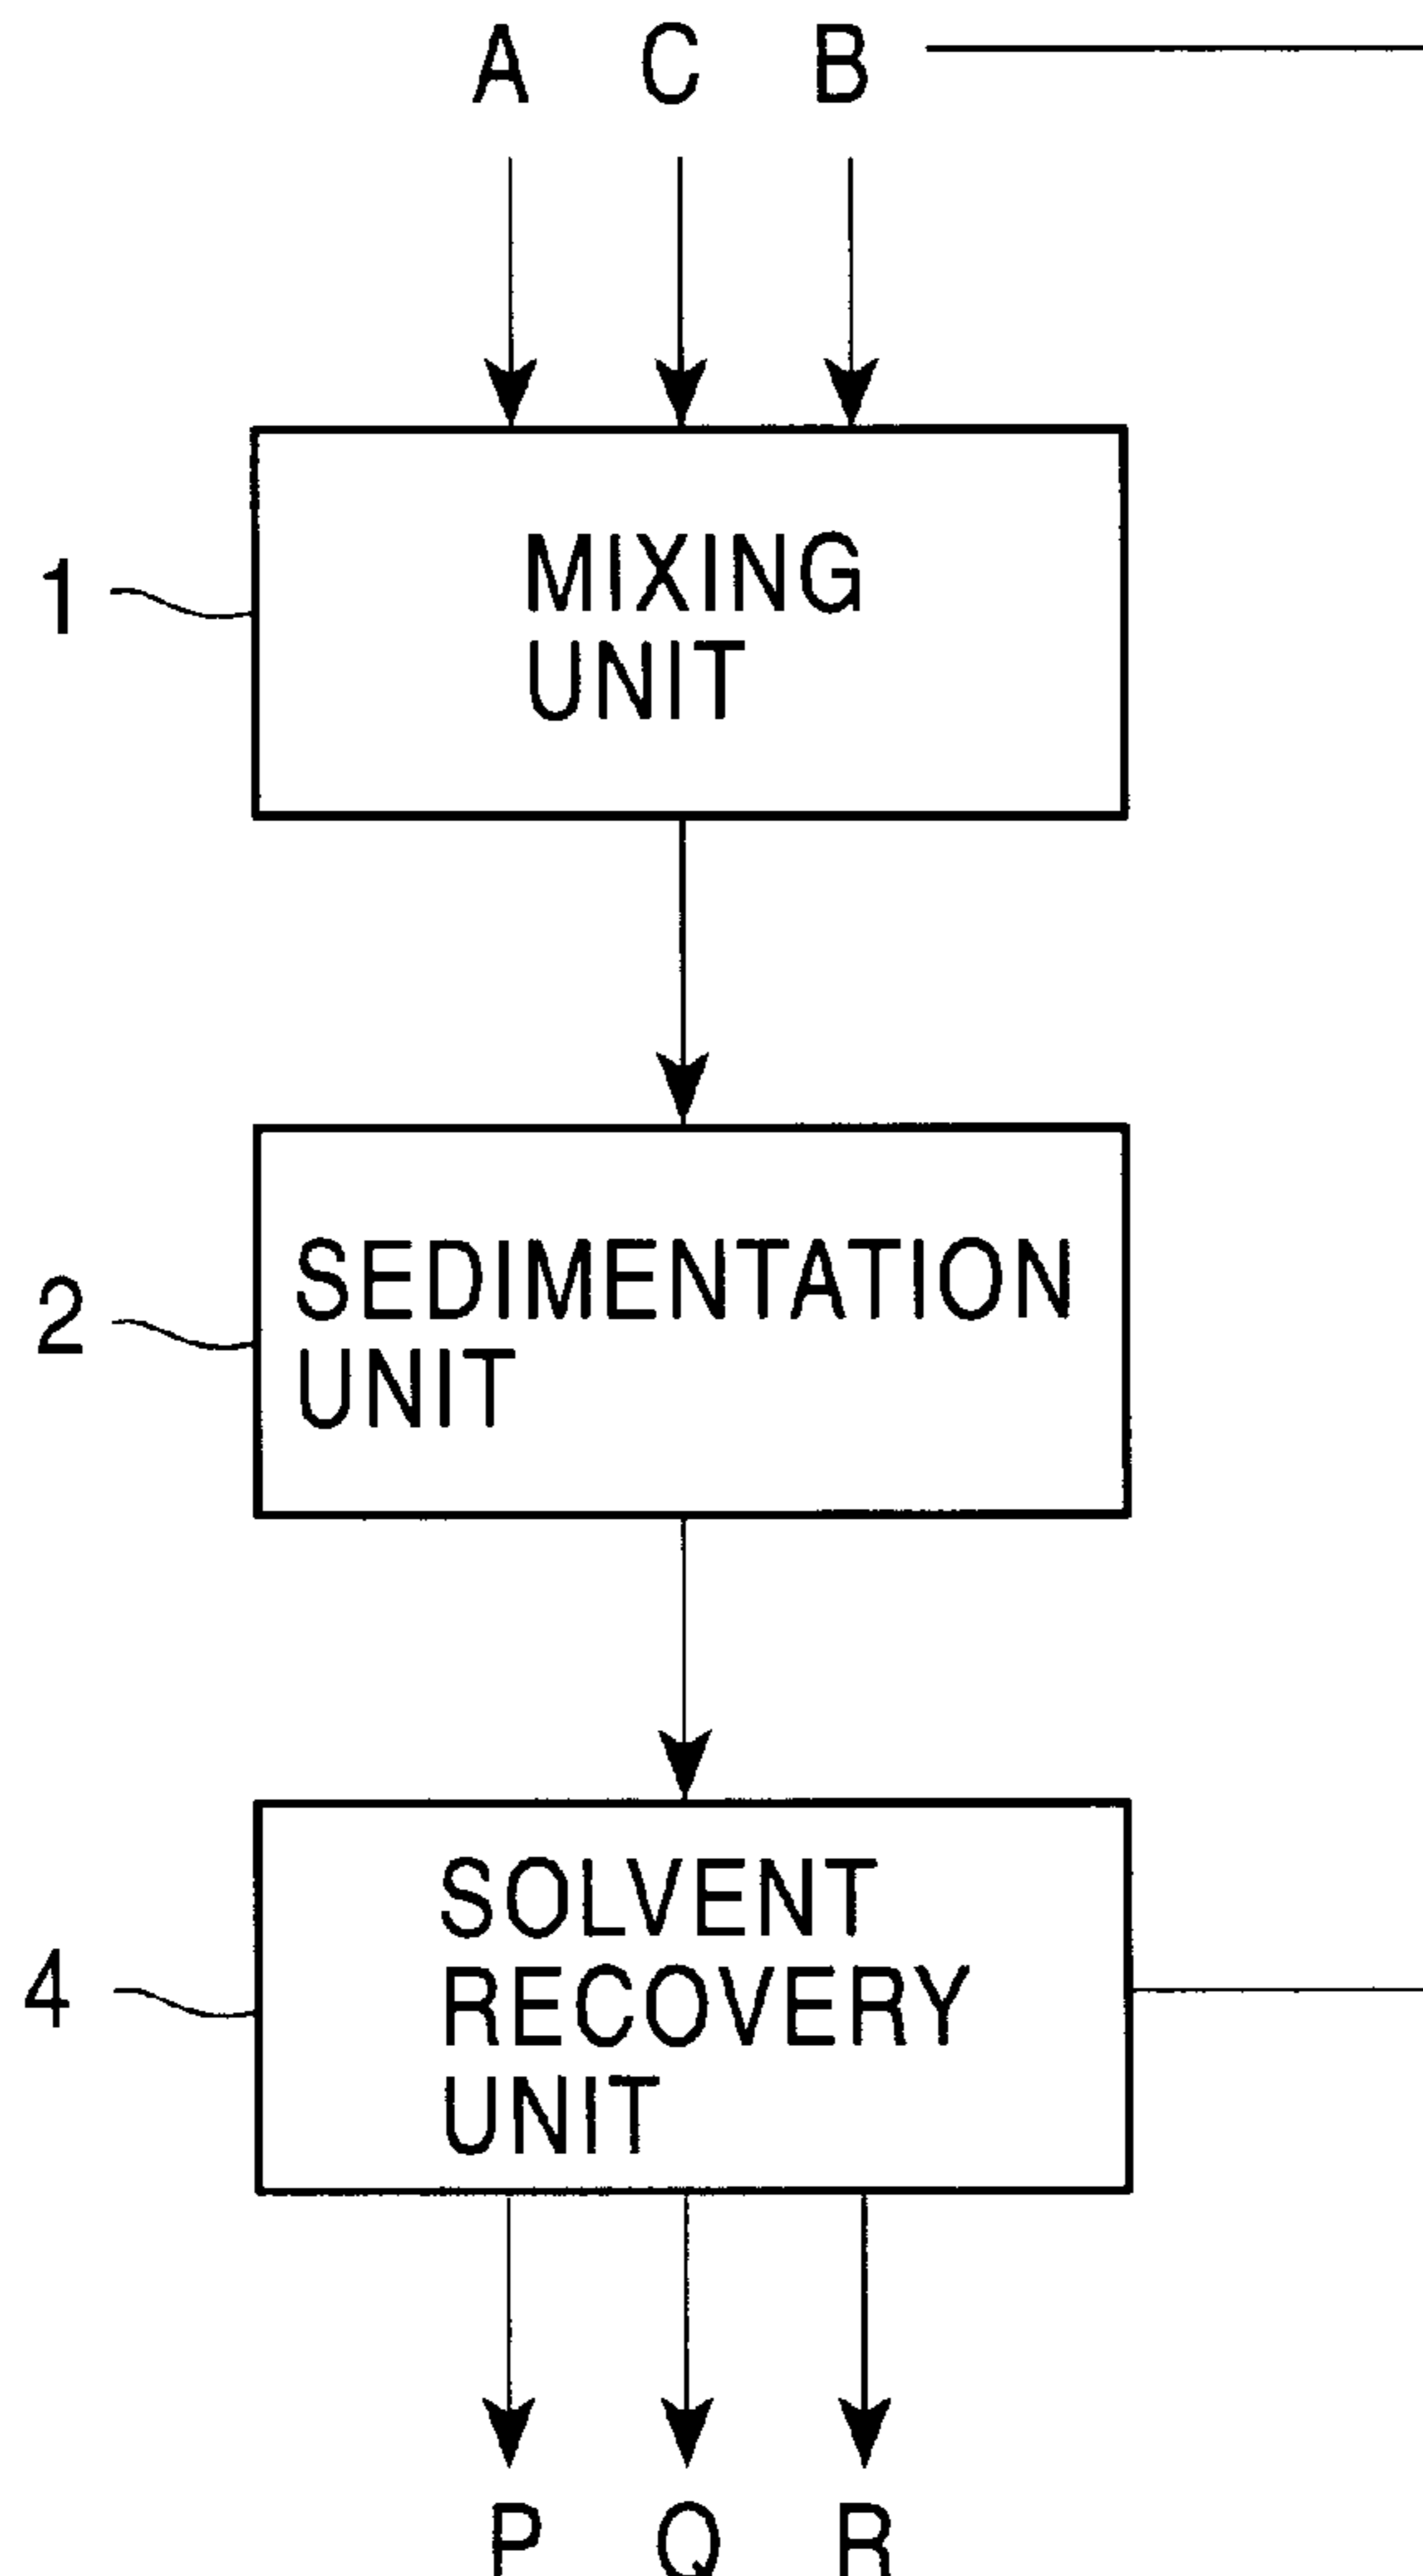 A C B
1
MIXING
UNIT
2
SEDIMENTATION
UNIT
4
SOLVENT
RECOVERY
UNIT
P Q R